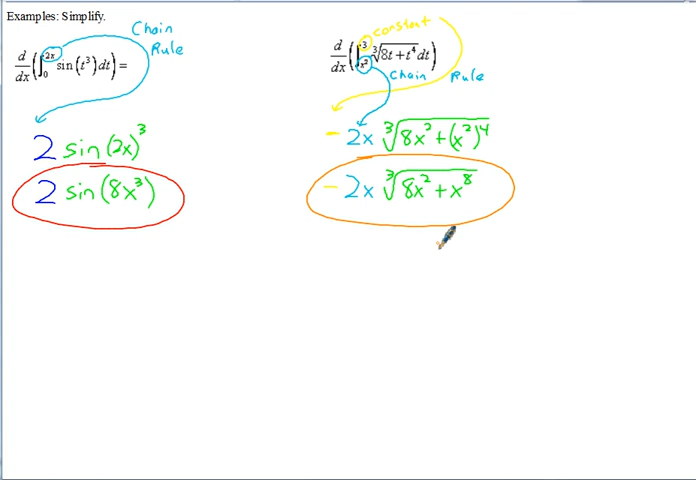 Examples: Simplify.
Chain
Rule
d/dx(∫₀^{2x} sin(t³)dt)=
2 sin(2x)³
2 sin(8x³)
constant
d/dx(∫_{x²}^{3} ∛(8t+t⁴)dt)
Chain Rule
- 2x ∛(8x²+(x²)⁴)
- 2x ∛(8x²+x⁸)